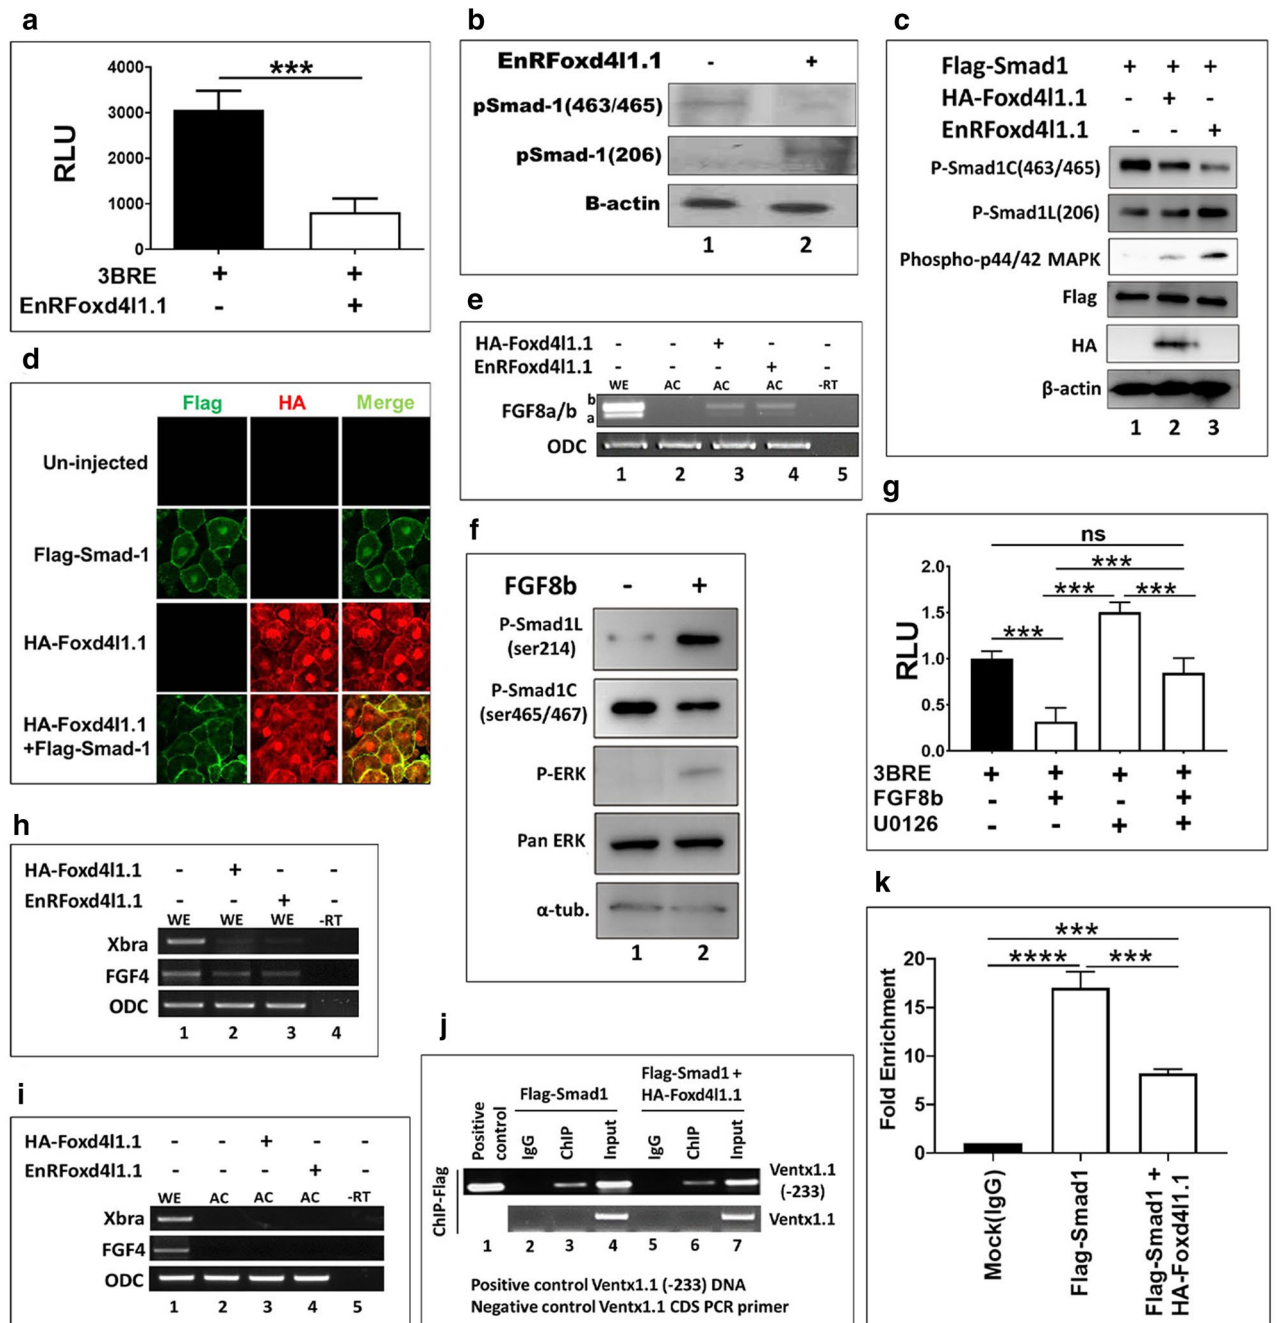 a
***
4000
3000
2000
1000
0
RLU
3BRE + +
EnRFoxd4l1.1 - +
b
EnRFoxd4l1.1 - +
pSmad-1(463/465)
pSmad-1(206)
B-actin
1 2
c
Flag-Smad1 + + +
HA-Foxd4l1.1 - + -
EnRFoxd4l1.1 - - +
P-Smad1C(463/465)
P-Smad1L(206)
Phospho-p44/42 MAPK
Flag
HA
β-actin
1 2 3
d
Flag HA Merge
Un-injected
Flag-Smad-1
HA-Foxd4l1.1
HA-Foxd4l1.1
+Flag-Smad-1
e
HA-Foxd4l1.1 - - + - -
EnRFoxd4l1.1 - - - + -
WE AC AC AC -RT
FGF8a/b b
a
ODC
1 2 3 4 5
f
FGF8b - +
P-Smad1L
(ser214)
P-Smad1C
(ser465/467)
P-ERK
Pan ERK
α-tub.
1 2
g
ns
***
*** ***
***
2.0
1.5
1.0
0.5
0.0
RLU
3BRE + + + +
FGF8b - + - +
U0126 - - + +
h
HA-Foxd4l1.1 - + - -
EnRFoxd4l1.1 - - + -
WE WE WE -RT
Xbra
FGF4
ODC
1 2 3 4
i
HA-Foxd4l1.1 - - + - -
EnRFoxd4l1.1 - - - + -
WE AC AC AC -RT
Xbra
FGF4
ODC
1 2 3 4 5
j
Flag-Smad1
Flag-Smad1 +
HA-Foxd4l1.1
Positive
control
IgG ChIP Input IgG ChIP Input
ChIP-Flag
Ventx1.1
(-233)
Ventx1.1
1 2 3 4 5 6 7
Positive control Ventx1.1 (-233) DNA
Negative control Ventx1.1 CDS PCR primer
k
***
**** ***
20
15
10
5
0
Fold Enrichment
Mock(IgG)
Flag-Smad1
Flag-Smad1 +
HA-Foxd4l1.1